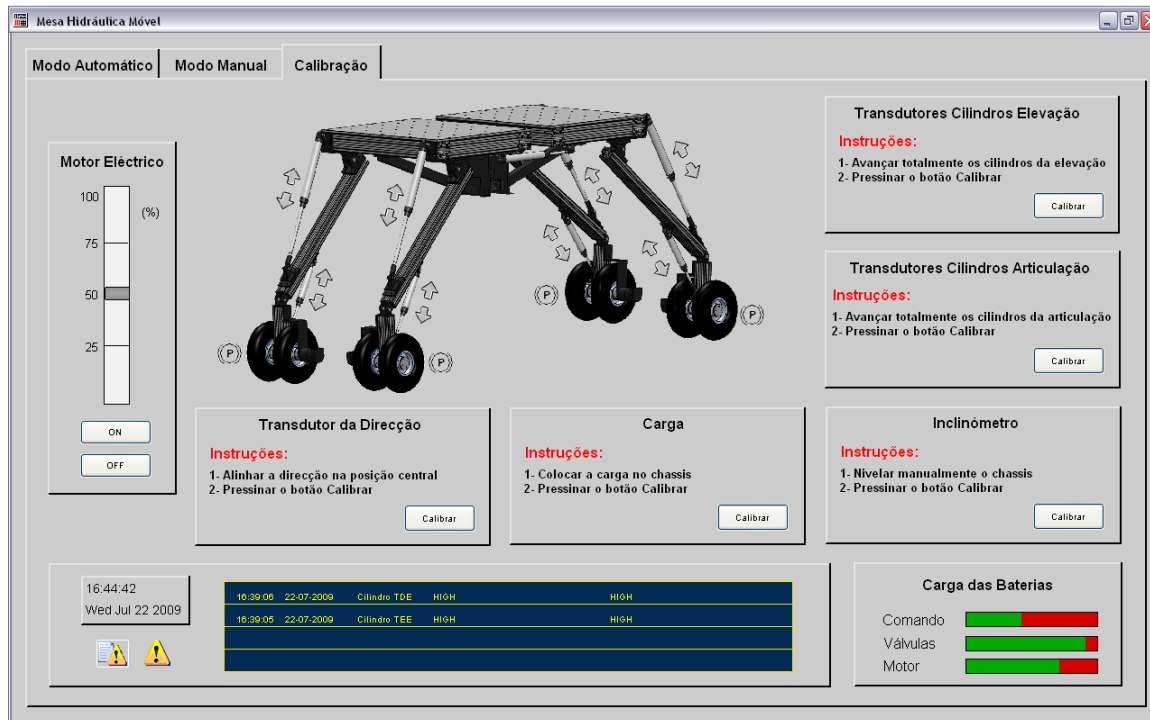 Mesa Hidráulica Móvel
Modo Automático Modo Manual Calibração
Motor Eléctrico
100
(%)
75
50
25
ON
OFF
(P)
(P)
(P)
(P)
Transdutores Cilindros Elevação
Instruções:
1- Avançar totalmente os cilindros da elevação
2- Pressinar o botão Calibrar
Calibrar
Transdutores Cilindros Articulação
Instruções:
1- Avançar totalmente os cilindros da articulação
2- Pressinar o botão Calibrar
Calibrar
Transdutor da Direcção
Instruções:
1- Alinhar a direcção na posição central
2- Pressinar o botão Calibrar
Calibrar
Carga
Instruções:
1- Colocar a carga no chassis
2- Pressinar o botão Calibrar
Calibrar
Inclinómetro
Instruções:
1- Nivelar manualmente o chassis
2- Pressinar o botão Calibrar
Calibrar
16:44:42
Wed Jul 22 2009
16:39:06 22-07-2009 Cilindro TDE HIGH HIGH
16:39:05 22-07-2009 Cilindro TEE HIGH HIGH
Carga das Baterias
Comando
Válvulas
Motor